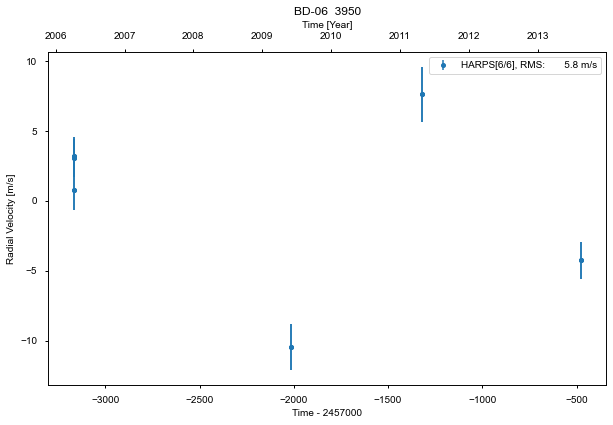 BD-06  3950
Time [Year]
2006 2007 2008 2009 2010 2011 2012 2013
HARPS[6/6], RMS: 5.8 m/s
10
5
0
−5
−10
Radial Velocity [m/s]
−3000 −2500 −2000 −1500 −1000 −500
Time - 2457000